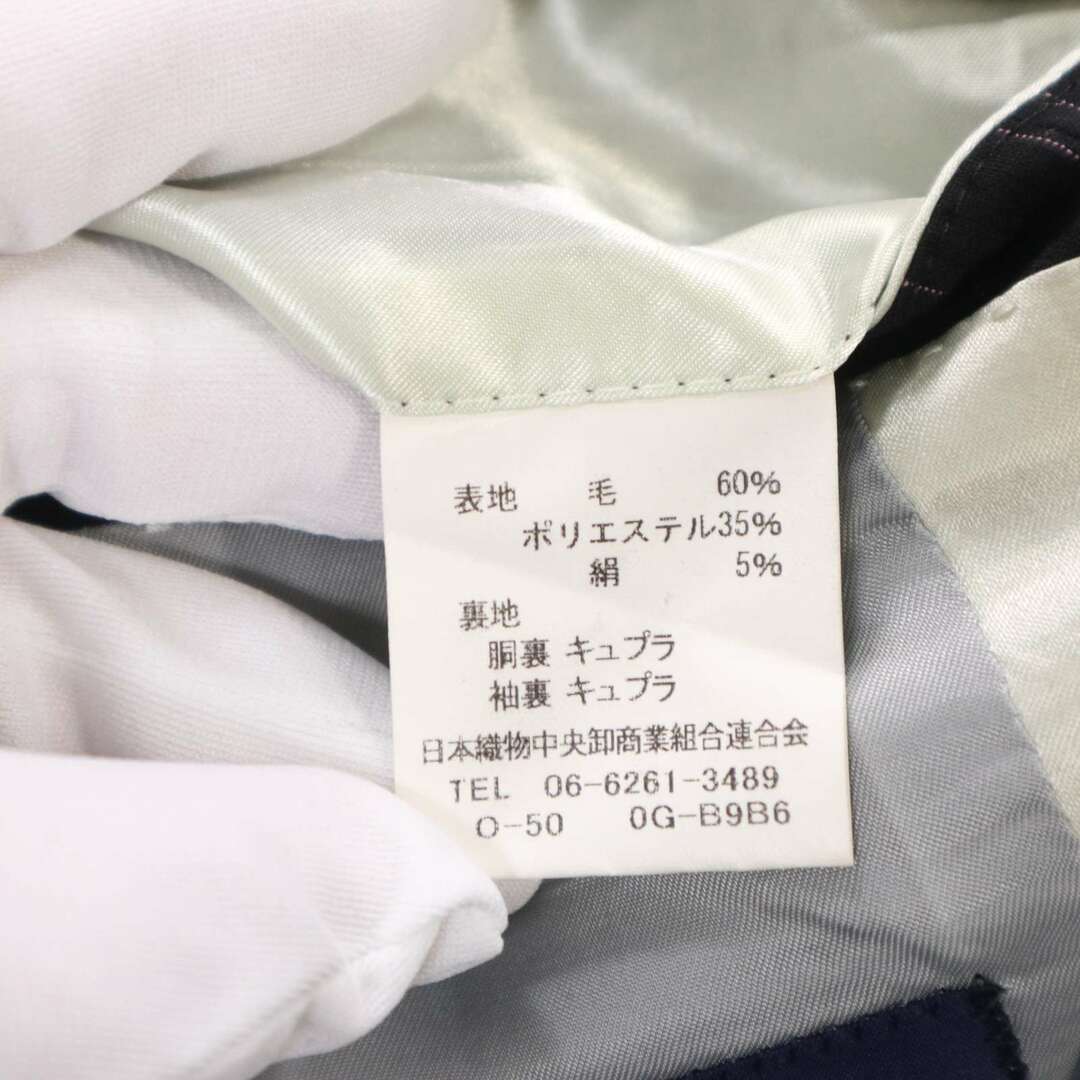 表地 毛 60%
ポリエステル35%
絹 5%
裏地
胴裏 キュプラ
袖裏 キュプラ
日本織物中央卸商業組合連合会
TEL 06-6261-3489
O-50 0G-B9B6